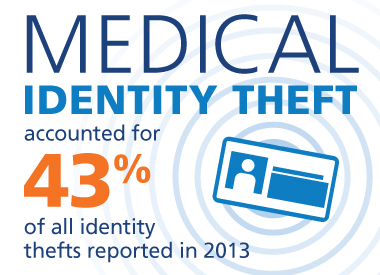 MEDICAL
IDENTITY THEFT
accounted for
43%
of all identity
thefts reported in 2013